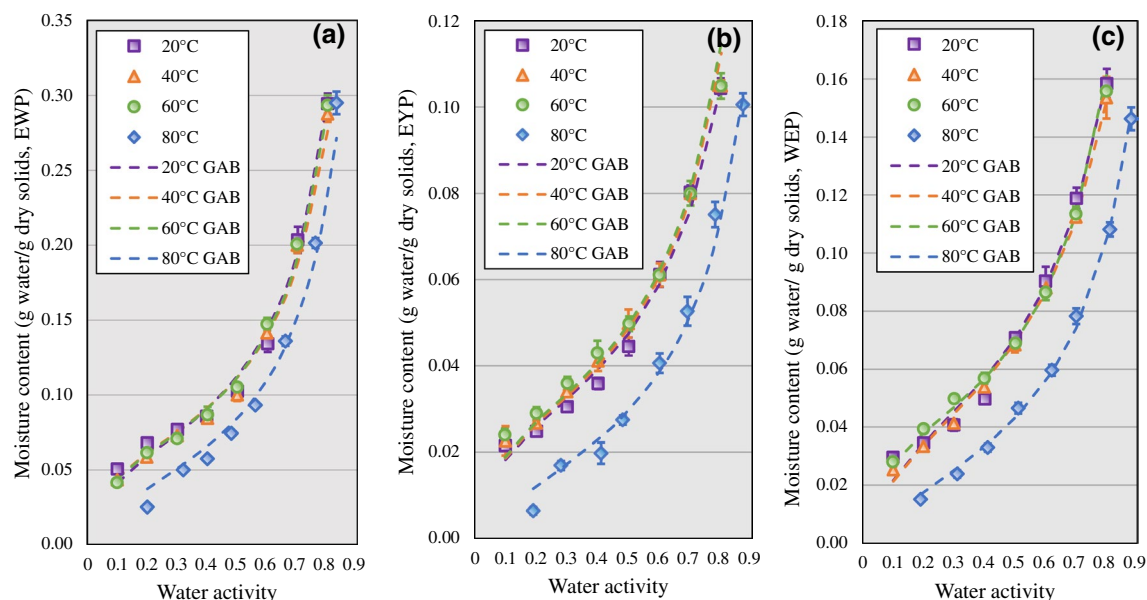 (a)
20°C
40°C
60°C
80°C
20°C GAB
40°C GAB
60°C GAB
80°C GAB
Moisture content (g water/g dry solids, EWP)
0.35
0.30
0.25
0.20
0.15
0.10
0.05
0.00
0 0.1 0.2 0.3 0.4 0.5 0.6 0.7 0.8 0.9
Water activity
(b)
20°C
40°C
60°C
80°C
20°C GAB
40°C GAB
60°C GAB
80°C GAB
Moisture content (g water/g dry solids, EYP)
0.12
0.10
0.08
0.06
0.04
0.02
0.00
0 0.1 0.2 0.3 0.4 0.5 0.6 0.7 0.8 0.9
Water activity
(c)
20°C
40°C
60°C
80°C
20°C GAB
40°C GAB
60°C GAB
80°C GAB
Moisture content (g water/ g dry solids, WEP)
0.18
0.16
0.14
0.12
0.10
0.08
0.06
0.04
0.02
0.00
0 0.1 0.2 0.3 0.4 0.5 0.6 0.7 0.8 0.9
Water activity